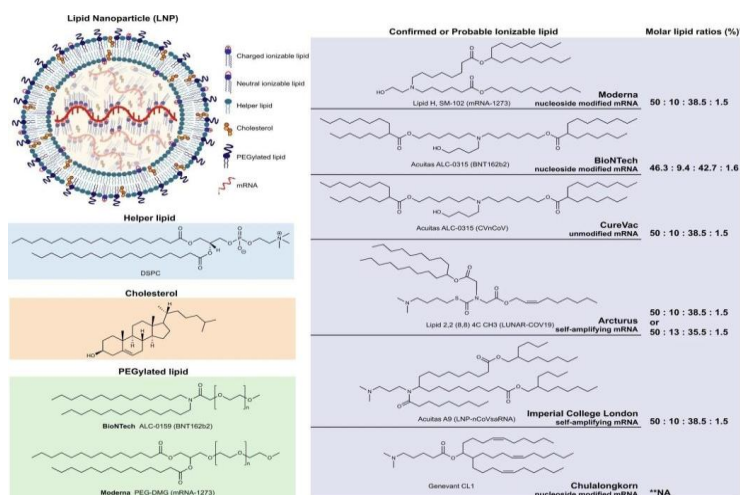 Lipid Nanoparticle (LNP)
Charged ionizable lipid
Neutral ionizable lipid
Helper lipid
Cholesterol
PEGylated lipid
mRNA
Helper lipid
DSPC
Cholesterol
HO
PEGylated lipid
BioNTech ALC-0159 (BNT162b2)
Moderna PEG-DMG (mRNA-1273)
Confirmed or Probable Ionizable lipid
Molar lipid ratios (%)
Lipid H, SM-102 (mRNA-1273)
Moderna
nucleoside modified mRNA
50 : 10 : 38.5 : 1.5
Acuitas ALC-0315 (BNT162b2)
BioNTech
nucleoside modified mRNA
46.3 : 9.4 : 42.7 : 1.6
Acuitas ALC-0315 (CVnCoV)
CureVac
unmodified mRNA
50 : 10 : 38.5 : 1.5
Lipid 2,2 (8,8) 4C CH3 (LUNAR-COV19)
Arcturus
self-amplifying mRNA
50 : 10 : 38.5 : 1.5
or
50 : 13 : 35.5 : 1.5
Acuitas A9 (LNP-nCoVsaRNA)
Imperial College London
self-amplifying mRNA
50 : 10 : 38.5 : 1.5
Genevant CL1
Chulalongkorn
nucleoside modified mRNA
**NA